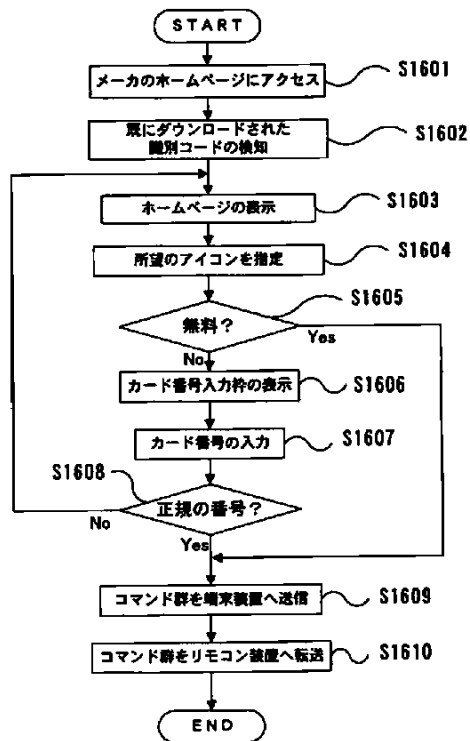 START
メーカのホームページにアクセス
S1601
既にダウンロードされた
識別コードの検知
S1602
ホームページの表示
S1603
所望のアイコンを指定
S1604
無料？
S1605
Yes
No
カード番号入力枠の表示
S1606
カード番号の入力
S1607
S1608
正規の番号？
No
Yes
コマンド群を端末装置へ送信
S1609
コマンド群をリモコン装置へ転送
S1610
END